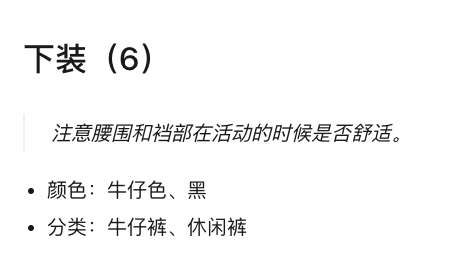 下装（6）
注意腰围和裆部在活动的时候是否舒适。
• 颜色：牛仔色、黑
• 分类：牛仔裤、休闲裤